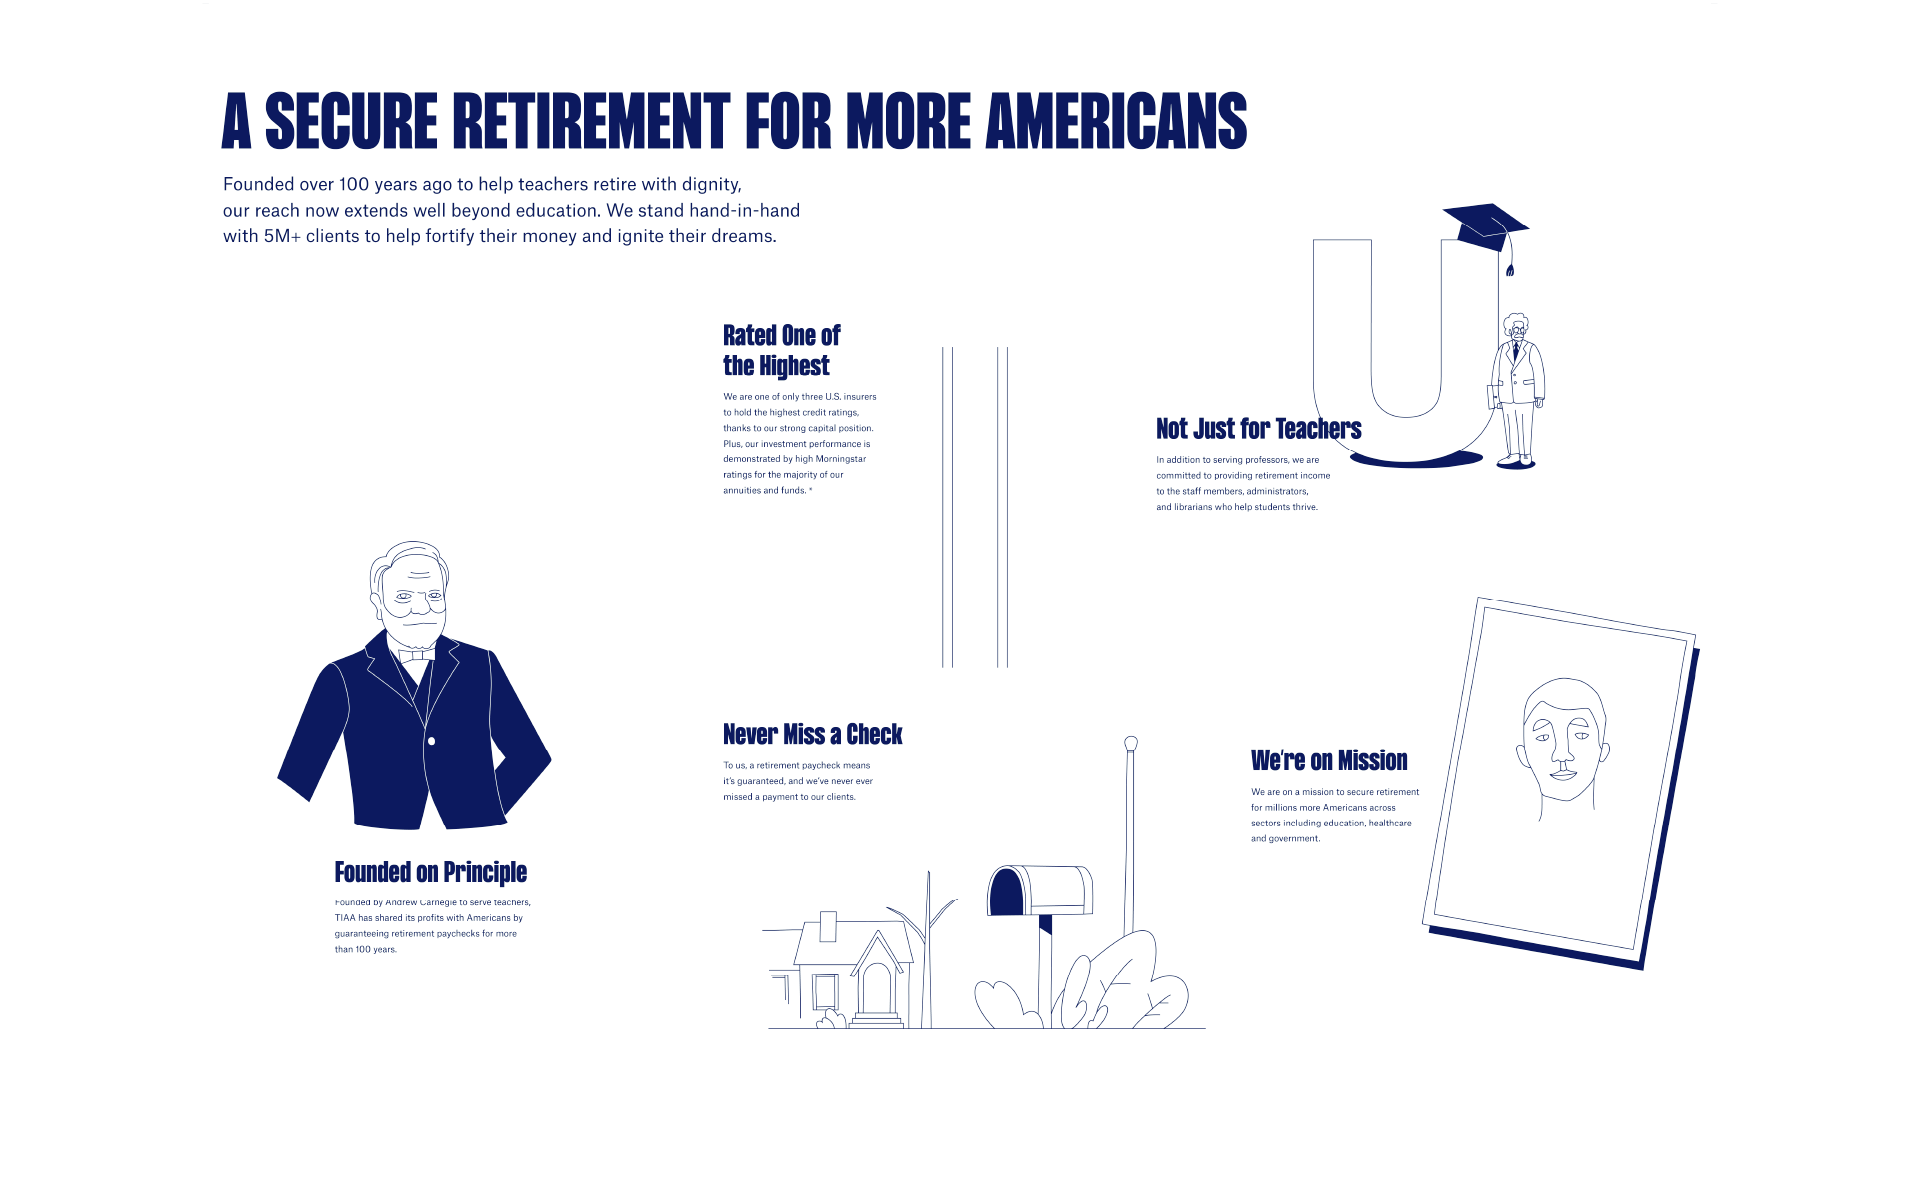 A SECURE RETIREMENT FOR MORE AMERICANS
Founded over 100 years ago to help teachers retire with dignity,
our reach now extends well beyond education. We stand hand-in-hand
with 5M+ clients to help fortify their money and ignite their dreams.
Rated One of
the Highest
We are one of only three U.S. insurers
to hold the highest credit ratings,
thanks to our strong capital position.
Plus, our investment performance is
demonstrated by high Morningstar
ratings for the majority of our
annuities and funds. *
U
Not Just for Teachers
In addition to serving professors, we are
committed to providing retirement income
to the staff members, administrators,
and librarians who help students thrive.
Founded on Principle
Founded by Andrew Carnegie to serve teachers,
TIAA has shared its profits with Americans by
guaranteeing retirement paychecks for more
than 100 years.
Never Miss a Check
To us, a retirement paycheck means
it's guaranteed, and we've never ever
missed a payment to our clients.
We're on Mission
We are on a mission to secure retirement
for millions more Americans across
sectors including education, healthcare
and government.